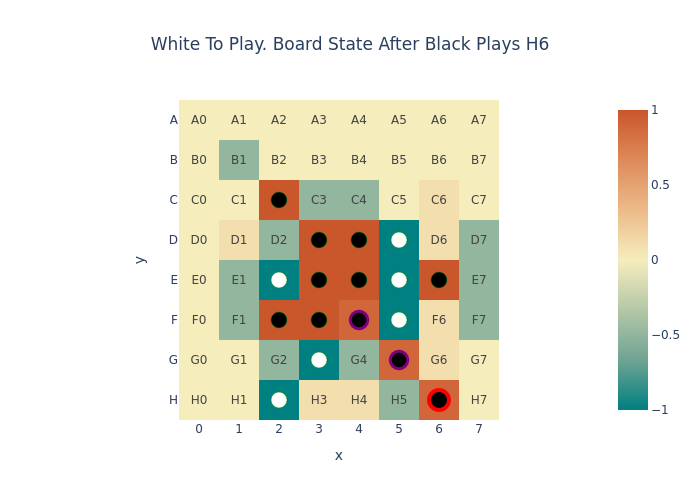 White To Play. Board State After Black Plays H6
A A0 A1 A2 A3 A4 A5 A6 A7 1
B B0 B1 B2 B3 B4 B5 B6 B7
C C0 C1 C3 C4 C5 C6 C7 0.5
D D0 D1 D2 D6 D7
y 0
E E0 E1 E7
F F0 F1 F6 F7 −0.5
G G0 G1 G2 G4 G6 G7
H H0 H1 H3 H4 H5 H7 −1
0 1 2 3 4 5 6 7
x